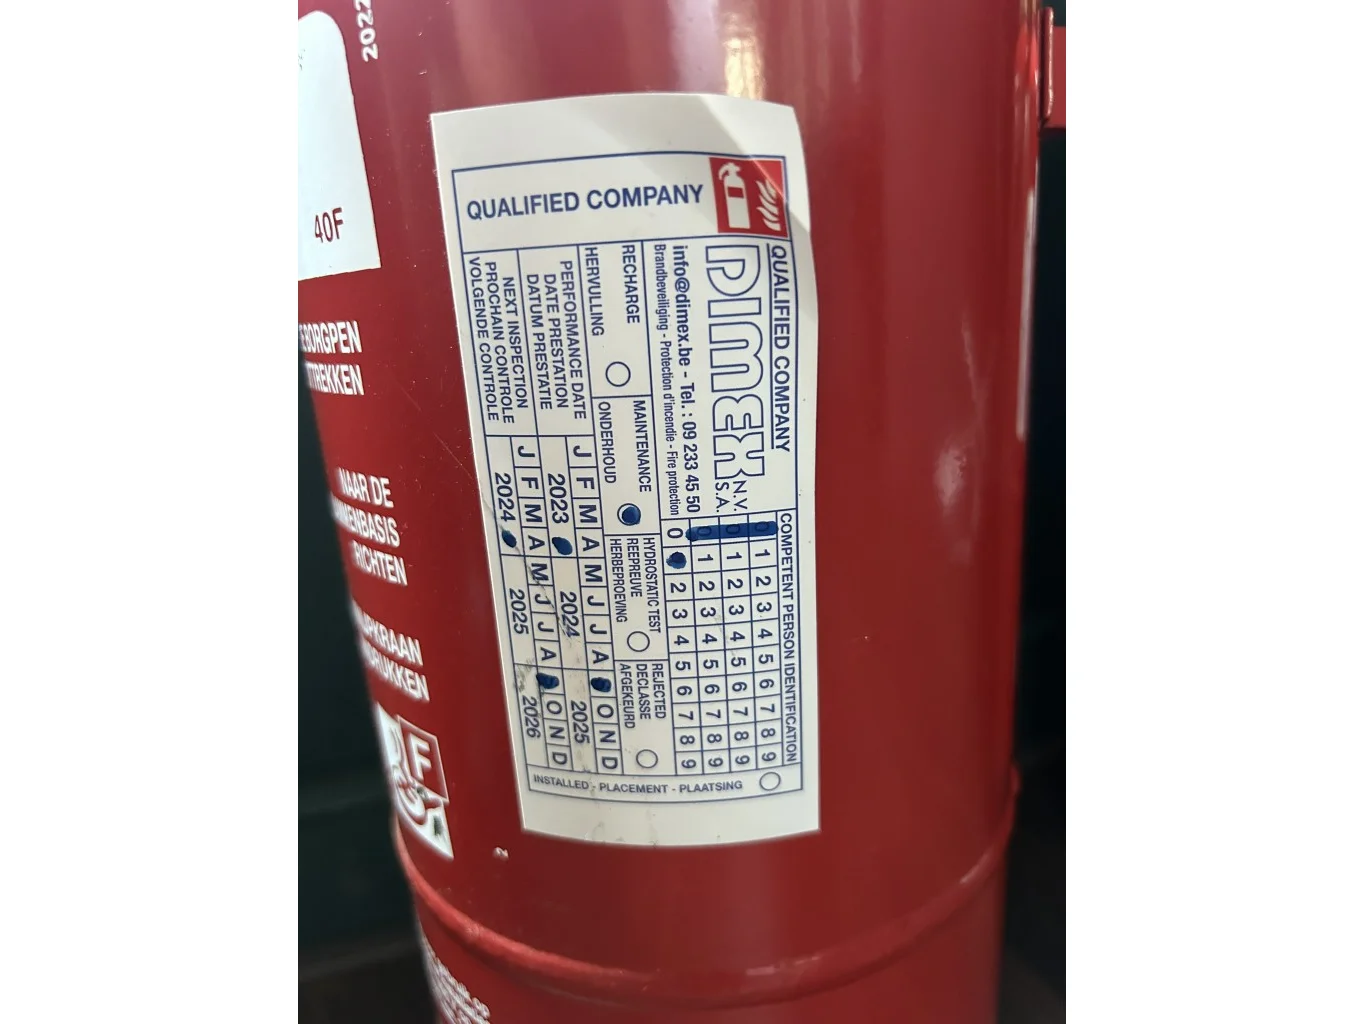 2022
40F
BORGPEN
TREKKEN
NAAR DE
RICHTEN
KRAAN
DRUKKEN
F
QUALIFIED COMPANY
QUALIFIED COMPANY
DIMEX N.V. S.A.
info@dimex.be - Tel. : 09 233 45 50
Brandbeveiliging - Protection d'incendie - Fire protection
COMPETENT PERSON IDENTIFICATION
0 1 2 3 4 5 6 7 8 9
0 1 2 3 4 5 6 7 8 9
0 1 2 3 4 5 6 7 8 9
0 2 3 4 5 6 7 8 9
RECHARGE
HERVULLING
MAINTENANCE
ONDERHOUD
HYDROSTATIC TEST
REEPREUVE
HERBEPROEVING
REJECTED
DECLASSE
AFGEKEURD
PERFORMANCE DATE
DATE PRESTATION
DATUM PRESTATIE
J F M A M J J A O N D
2023 2024 2025
NEXT INSPECTION
PROCHAIN CONTROLE
VOLGENDE CONTROLE
J F M A M J J A O N D
2024 2025 2026
INSTALLED - PLACEMENT - PLAATSING